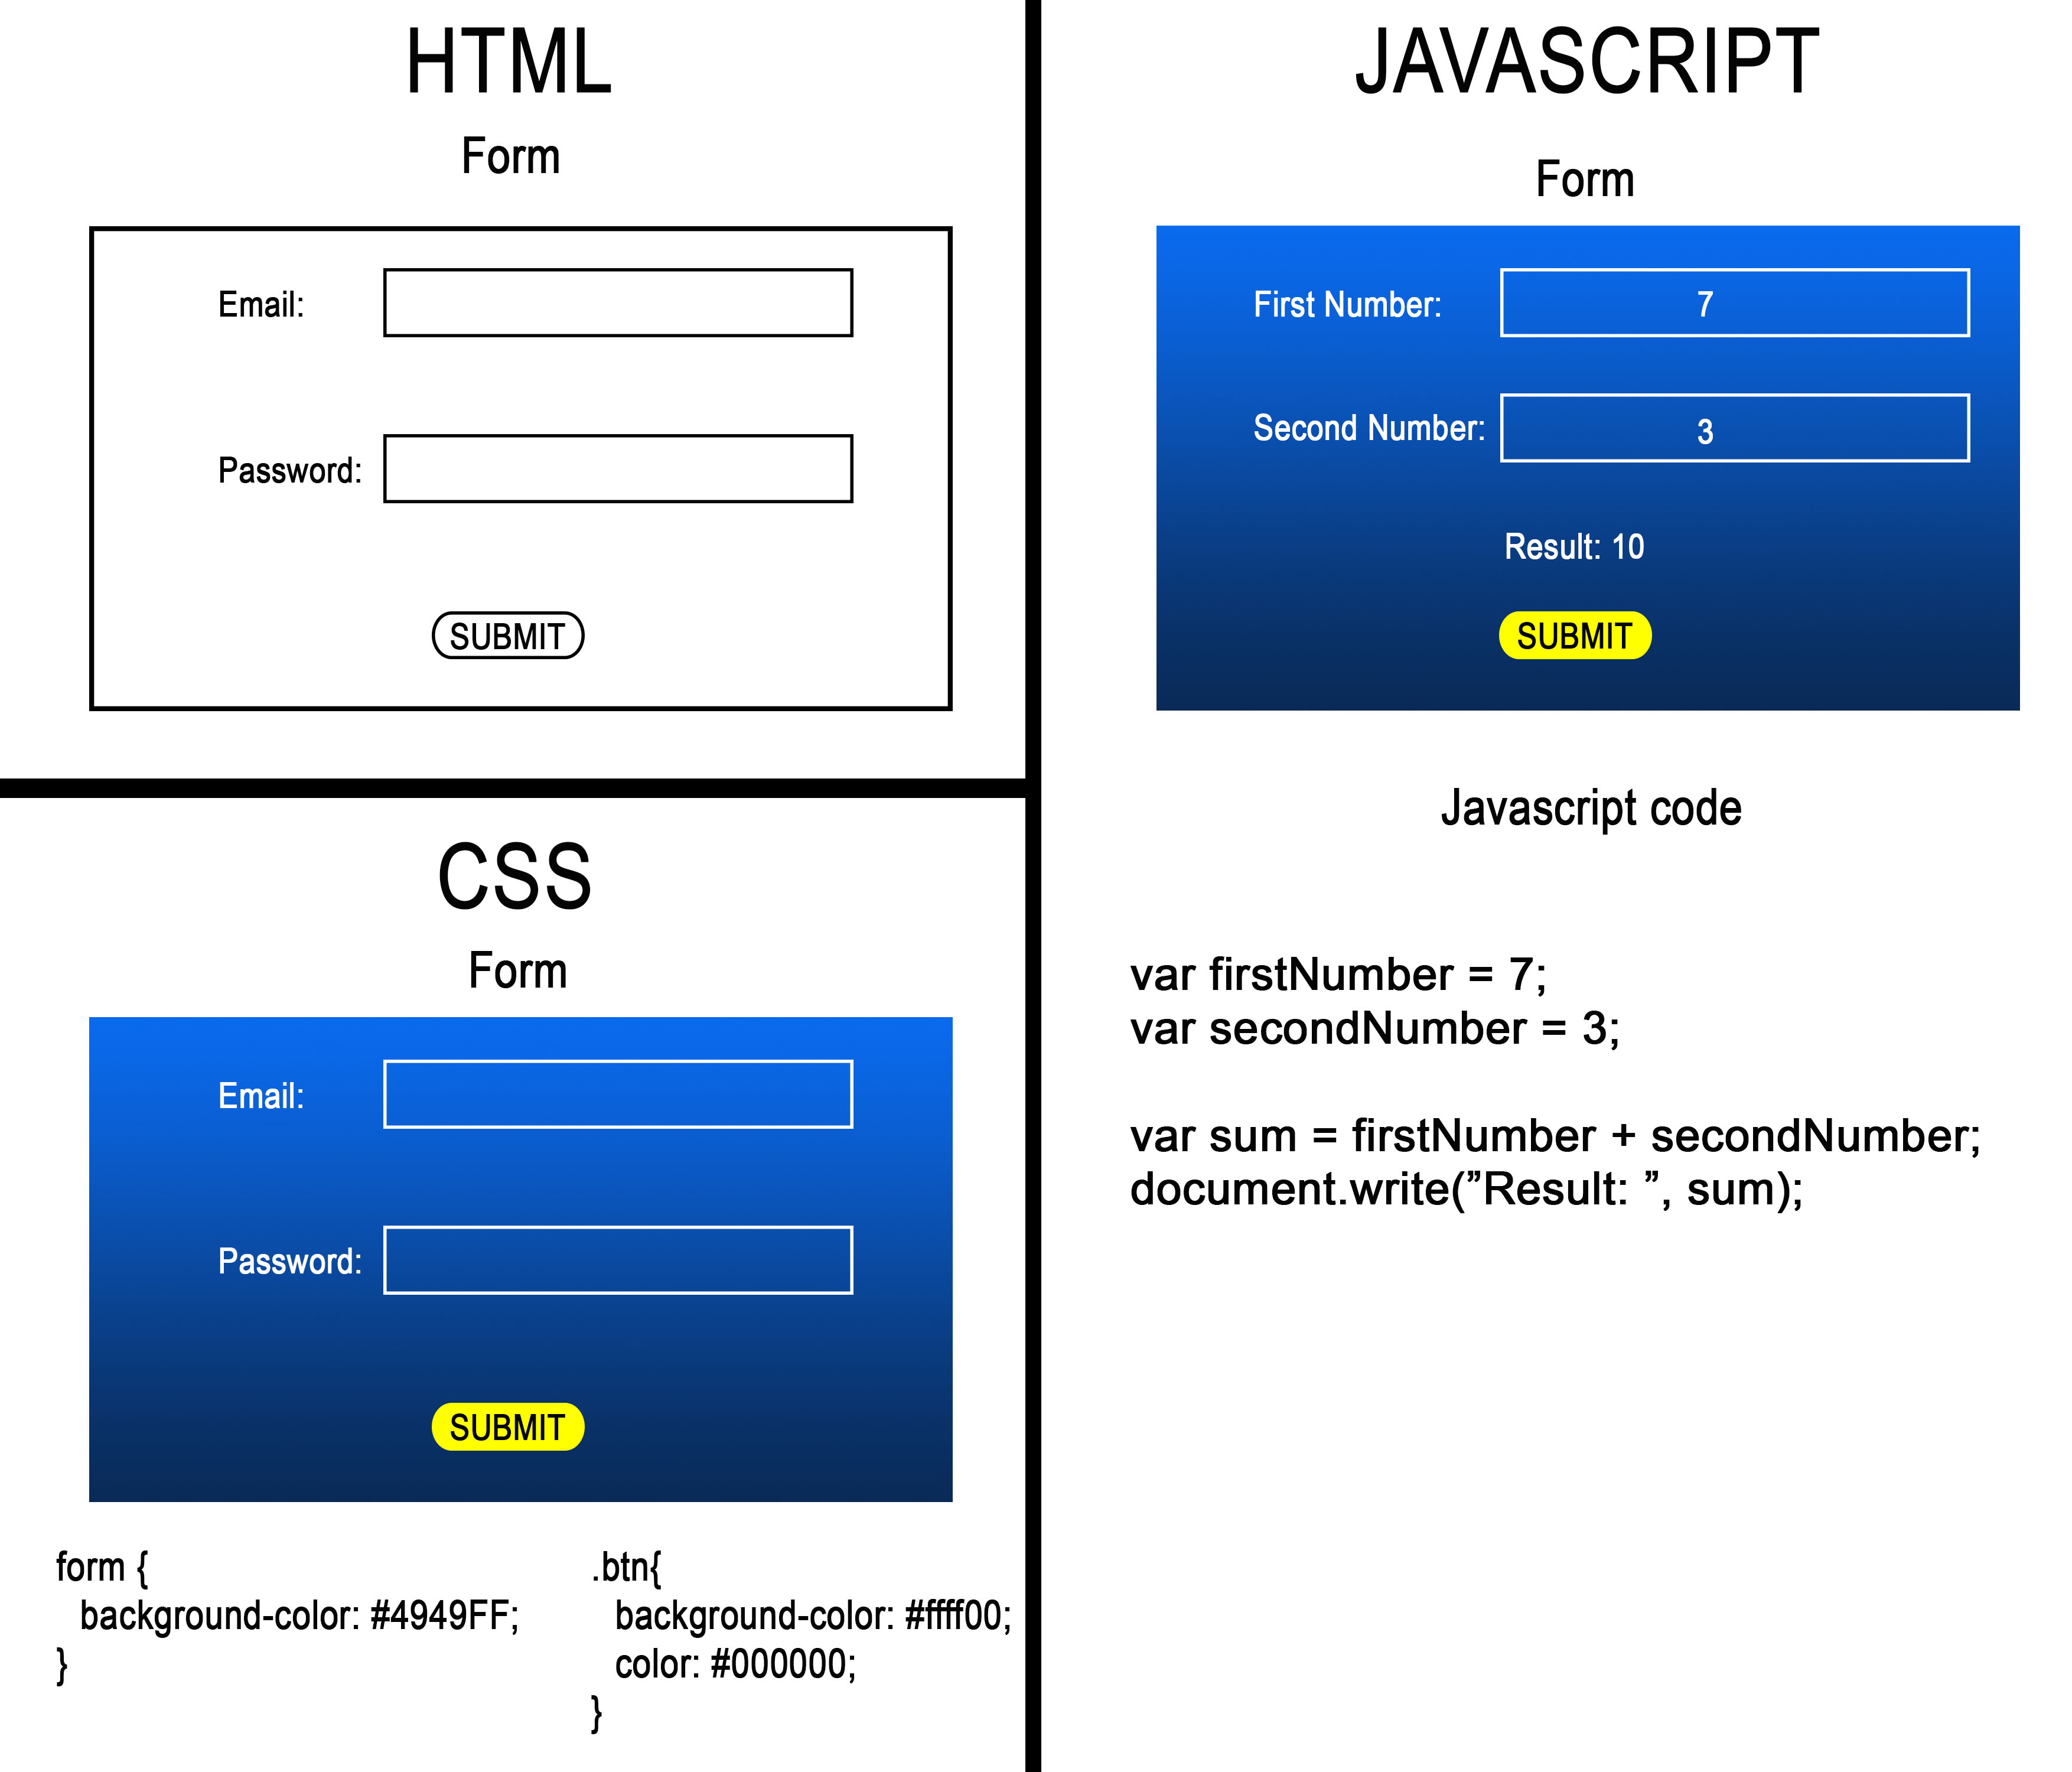 HTML
Form
Email:
Password:
SUBMIT
CSS
Form
Email:
Password:
SUBMIT
form {
background-color: #4949FF;
}
.btn{
background-color: #ffff00;
color: #000000;
}
JAVASCRIPT
Form
First Number: 7
Second Number: 3
Result: 10
SUBMIT
Javascript code
var firstNumber = 7;
var secondNumber = 3;
var sum = firstNumber + secondNumber;
document.write(”Result: ”, sum);